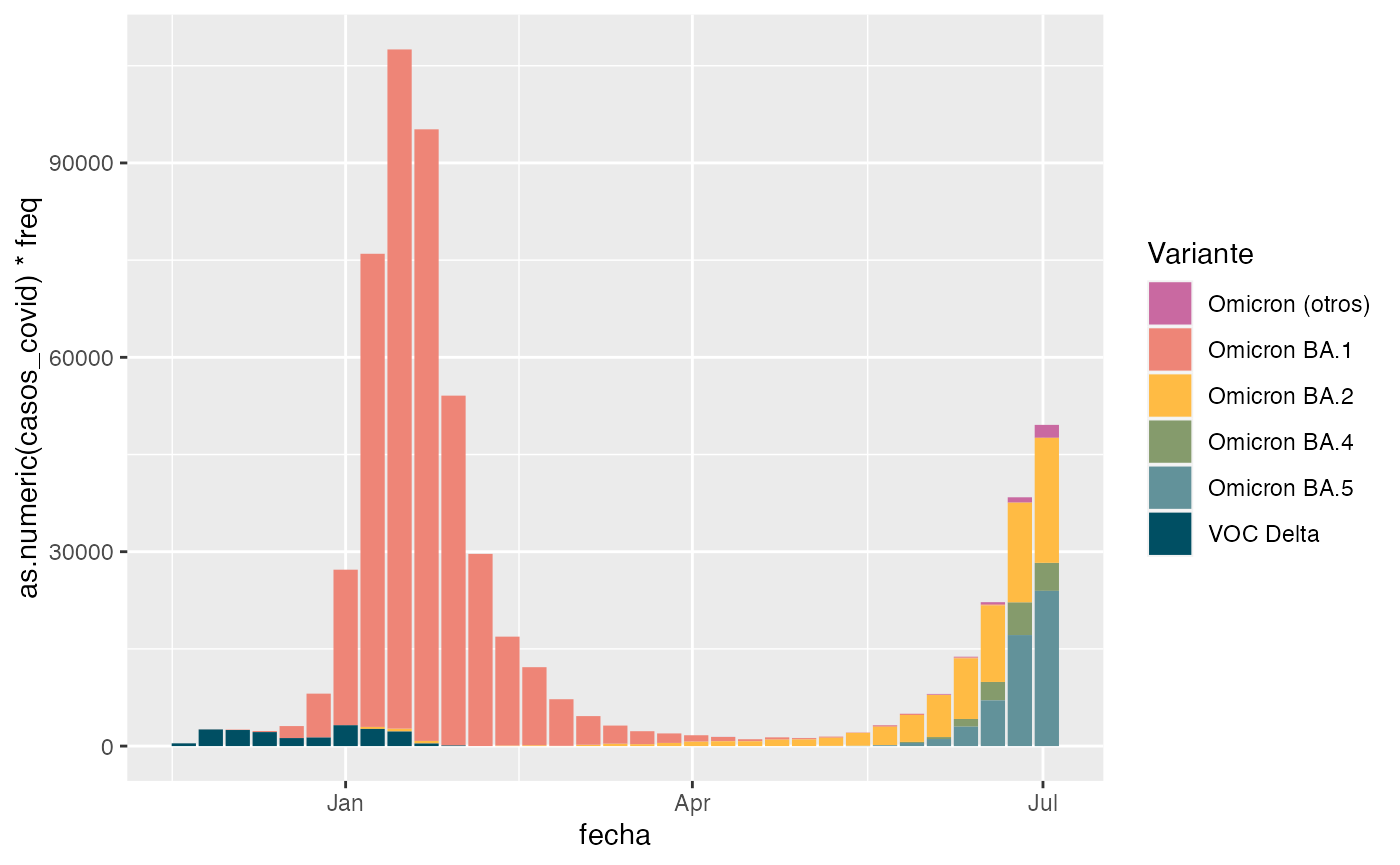 90000
60000
30000
0
as.numeric(casos_covid) * freq
Jan
Apr
Jul
fecha
Variante
Omicron (otros)
Omicron BA.1
Omicron BA.2
Omicron BA.4
Omicron BA.5
VOC Delta